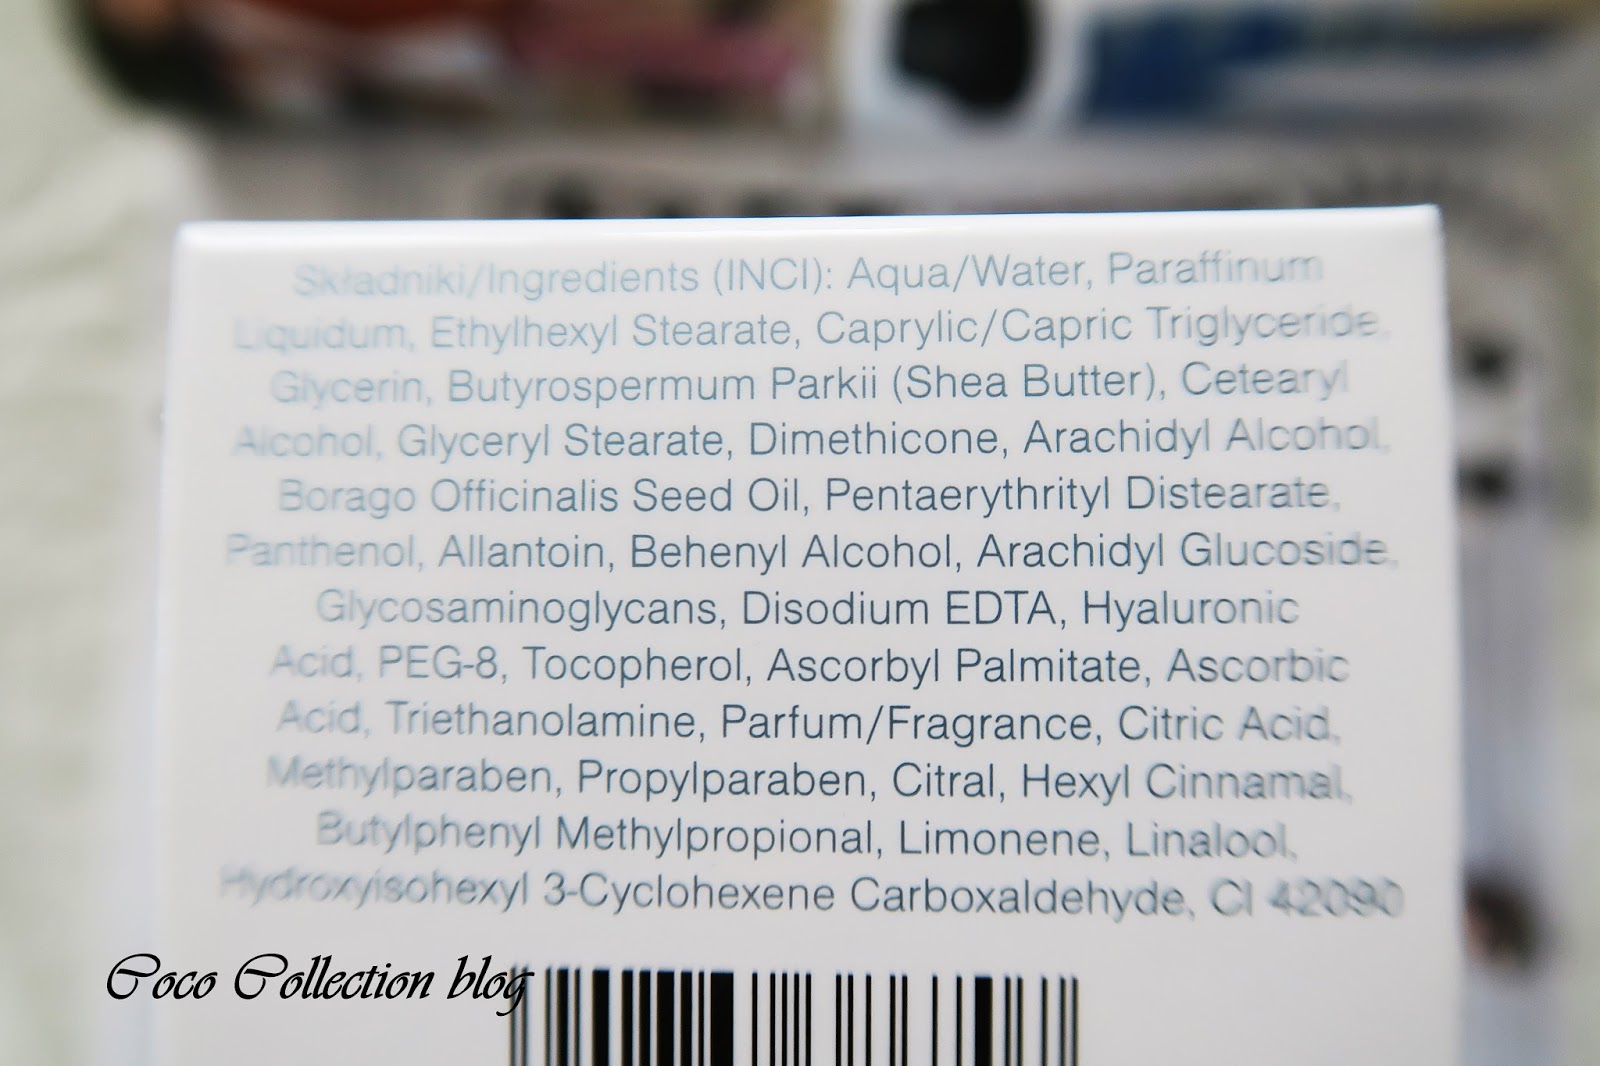 Składniki/Ingredients (INCI): Aqua/Water, Paraffinum
Liquidum, Ethylhexyl Stearate, Caprylic/Capric Triglyceride,
Glycerin, Butyrospermum Parkii (Shea Butter), Cetearyl
Alcohol, Glyceryl Stearate, Dimethicone, Arachidyl Alcohol,
Borago Officinalis Seed Oil, Pentaerythrityl Distearate,
Panthenol, Allantoin, Behenyl Alcohol, Arachidyl Glucoside,
Glycosaminoglycans, Disodium EDTA, Hyaluronic
Acid, PEG-8, Tocopherol, Ascorbyl Palmitate, Ascorbic
Acid, Triethanolamine, Parfum/Fragrance, Citric Acid,
Methylparaben, Propylparaben, Citral, Hexyl Cinnamal,
Butylphenyl Methylpropional, Limonene, Linalool,
Hydroxyisohexyl 3-Cyclohexene Carboxaldehyde, CI 42090
Coco Collection blog